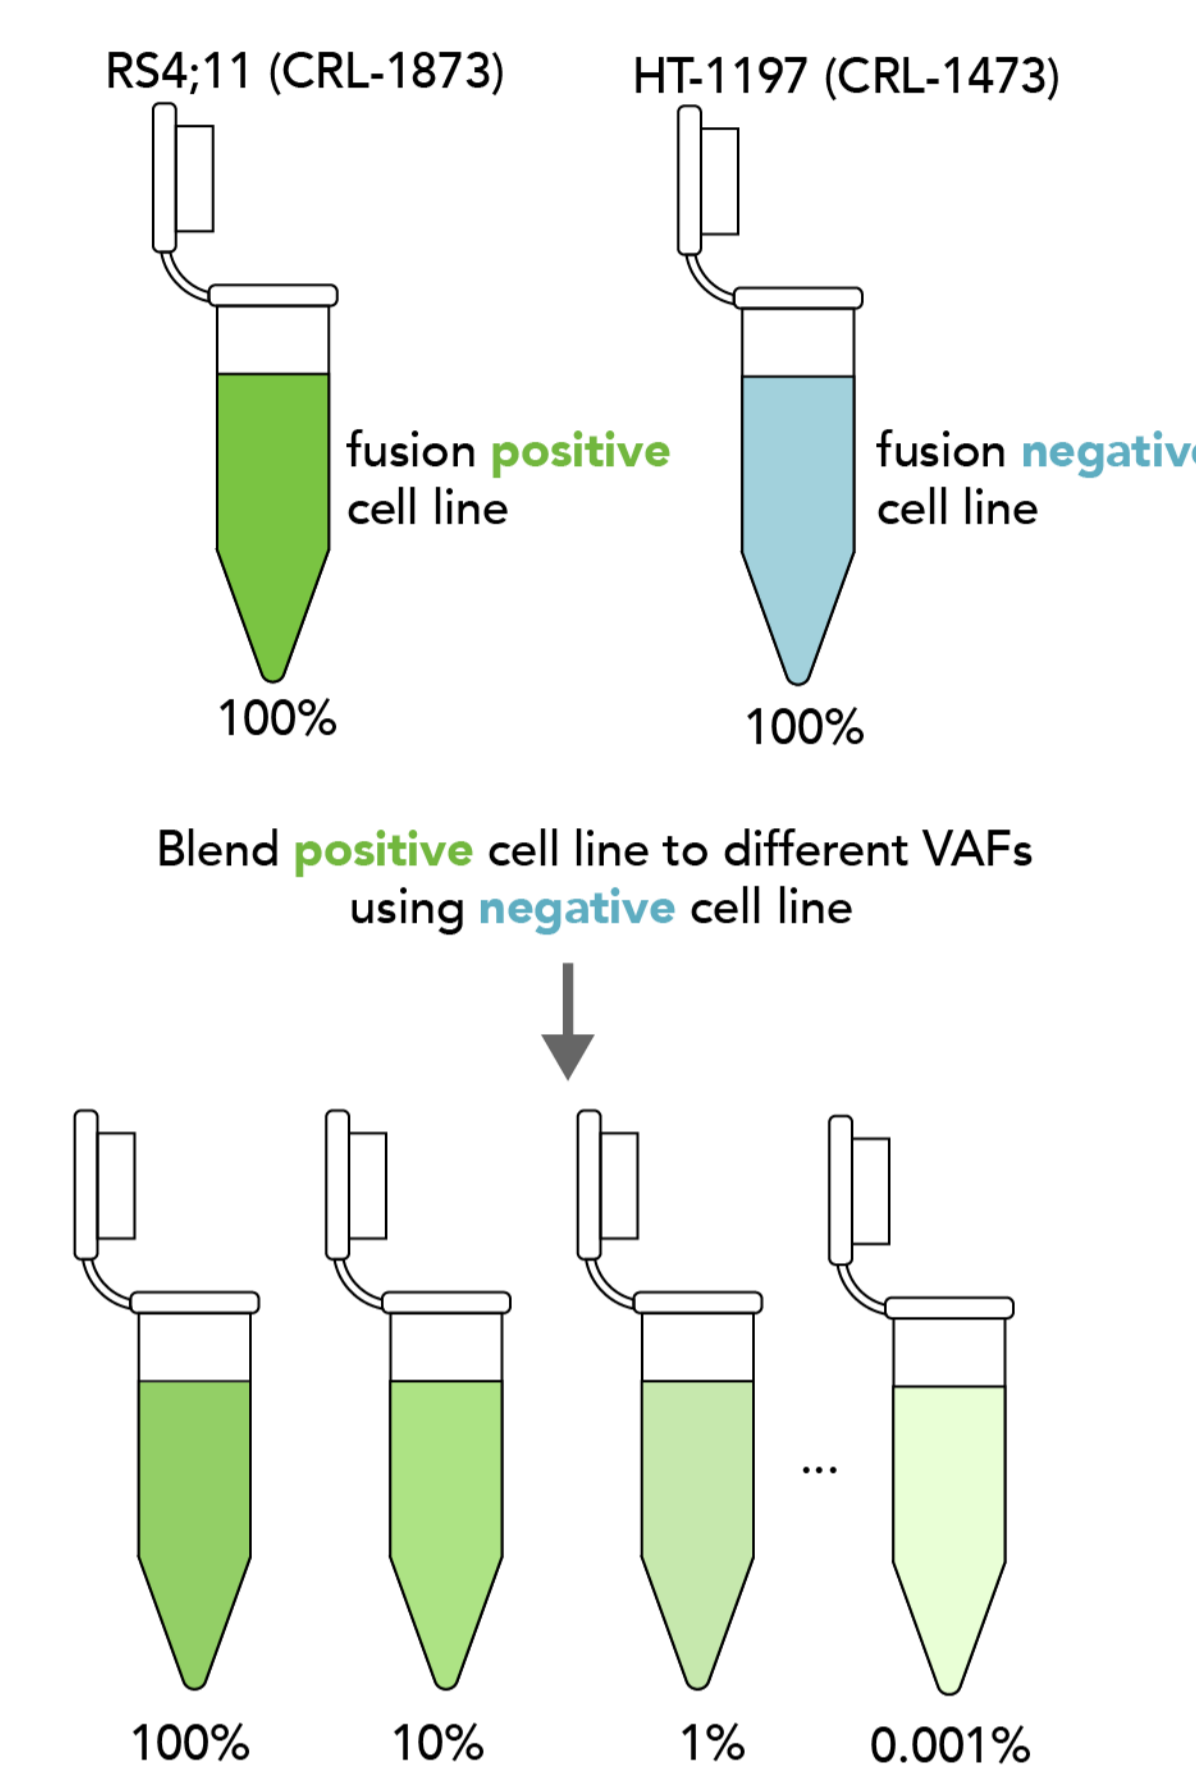 RS4;11 (CRL-1873)
HT-1197 (CRL-1473)
fusion positive
cell line
fusion negative
cell line
100%
100%
Blend positive cell line to different VAFs
using negative cell line
...
100%
10%
1%
0.001%